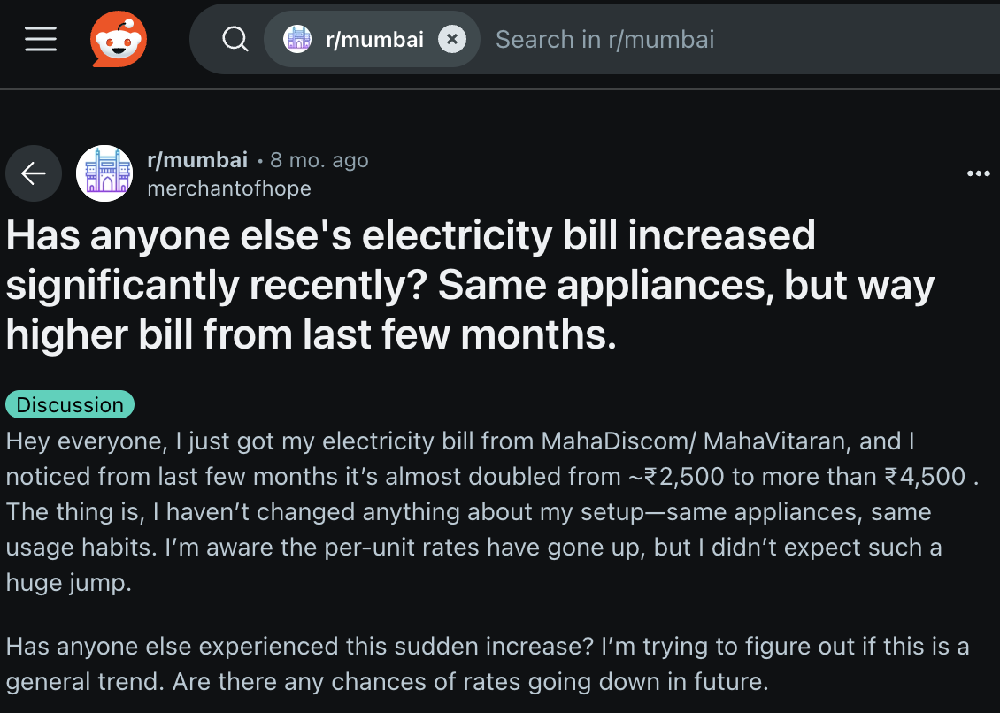 r/mumbai Search in r/mumbai
r/mumbai • 8 mo. ago
merchantofhope
Has anyone else's electricity bill increased
significantly recently? Same appliances, but way
higher bill from last few months.
Discussion
Hey everyone, I just got my electricity bill from MahaDiscom/ MahaVitaran, and I
noticed from last few months it’s almost doubled from ~₹2,500 to more than ₹4,500 .
The thing is, I haven’t changed anything about my setup—same appliances, same
usage habits. I’m aware the per-unit rates have gone up, but I didn’t expect such a
huge jump.
Has anyone else experienced this sudden increase? I’m trying to figure out if this is a
general trend. Are there any chances of rates going down in future.